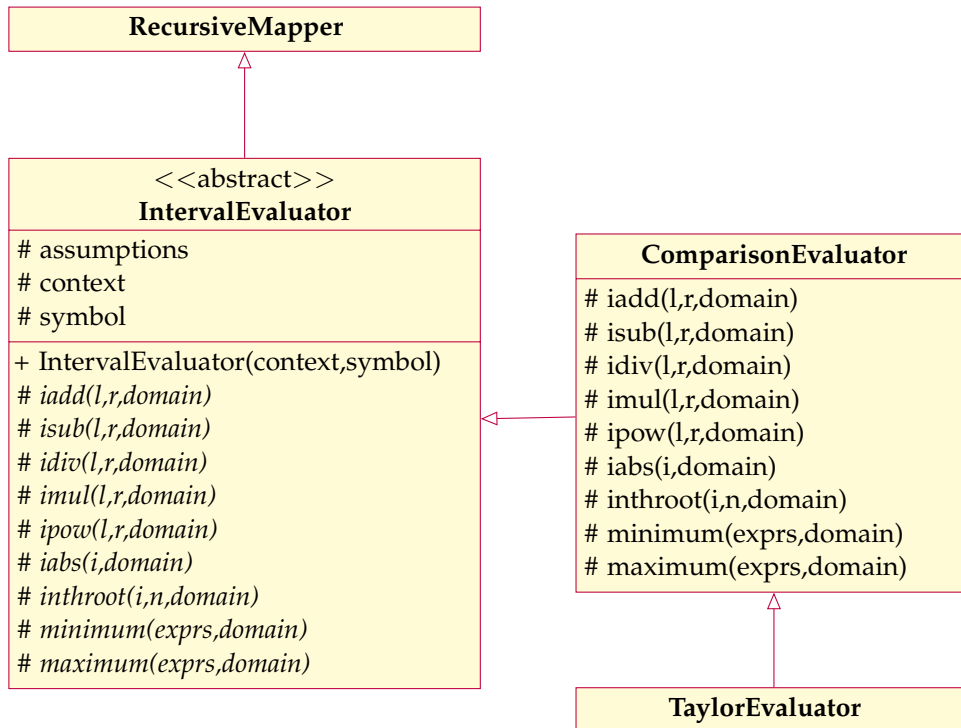 RecursiveMapper
<<abstract>>
IntervalEvaluator
# assumptions
# context
# symbol
+ IntervalEvaluator(context,symbol)
# iadd(l,r,domain)
# isub(l,r,domain)
# idiv(l,r,domain)
# imul(l,r,domain)
# ipow(l,r,domain)
# iabs(i,domain)
# inthroot(i,n,domain)
# minimum(exprs,domain)
# maximum(exprs,domain)
ComparisonEvaluator
# iadd(l,r,domain)
# isub(l,r,domain)
# idiv(l,r,domain)
# imul(l,r,domain)
# ipow(l,r,domain)
# iabs(i,domain)
# inthroot(i,n,domain)
# minimum(exprs,domain)
# maximum(exprs,domain)
TaylorEvaluator